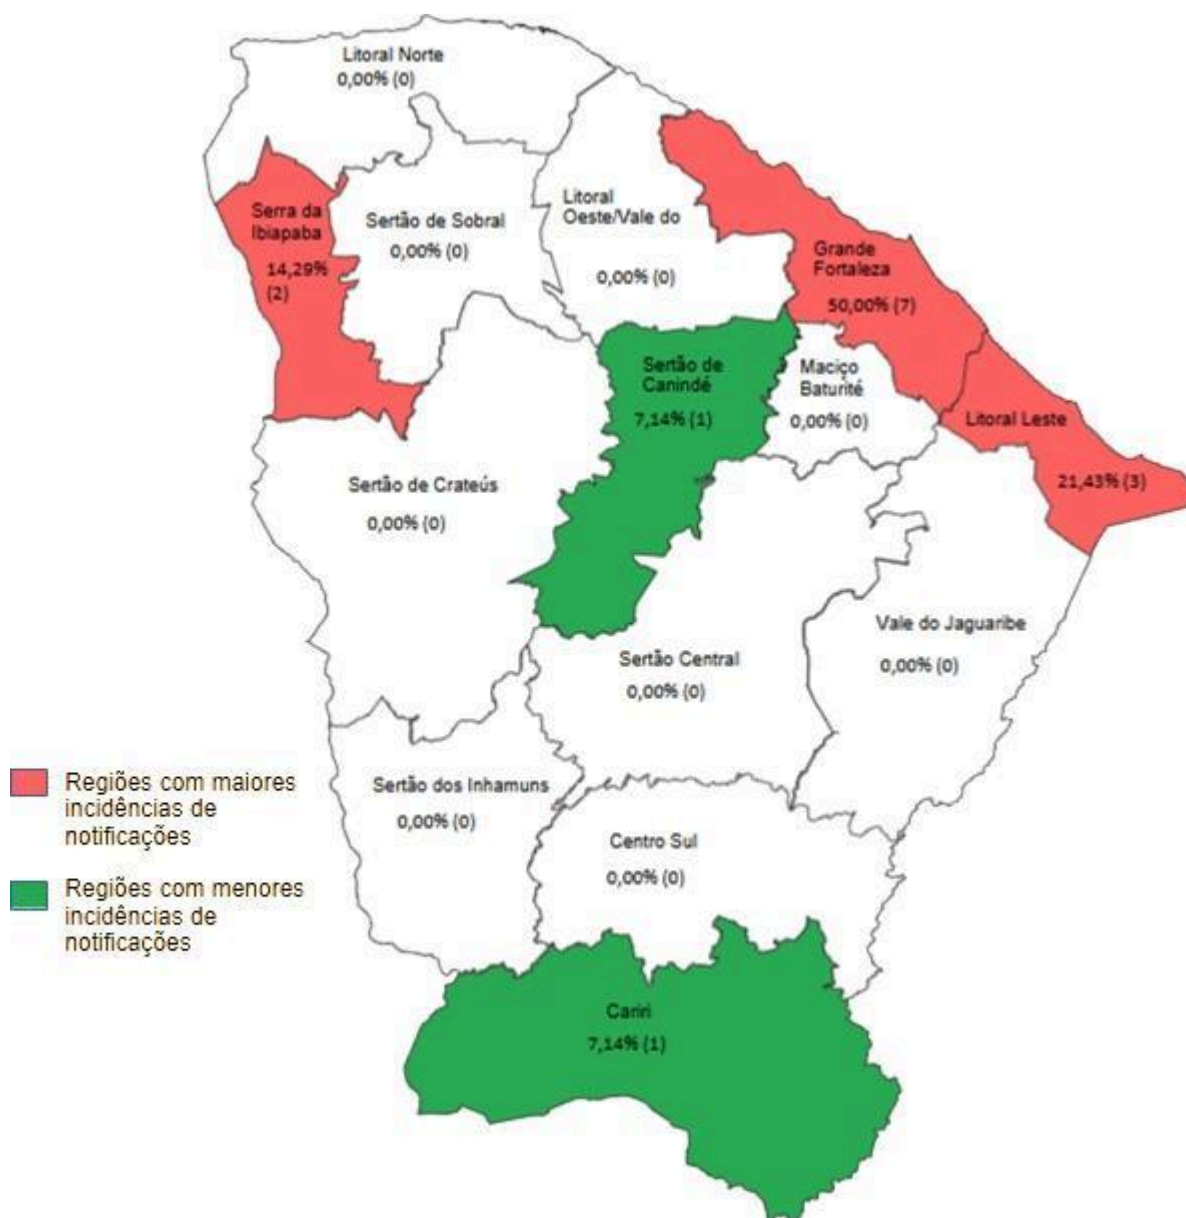 Litoral Norte
0,00% (0)
Serra da
Ibiapaba
14,29%
(2)
Sertão de Sobral
0,00% (0)
Litoral
Oeste/Vale do
0,00% (0)
Grande
Fortaleza
50,00% (7)
Sertão de
Canindé
7,14% (1)
Maciço
Baturité
0,00% (0)
Litoral Leste
21,43% (3)
Sertão de Crateús
0,00% (0)
Vale do Jaguaribe
0,00% (0)
Sertão Central
0,00% (0)
Sertão dos Inhamuns
0,00% (0)
Centro Sul
0,00% (0)
Cariri
7,14% (1)
Regiões com maiores
incidências de
notificações
Regiões com menores
incidências de
notificações